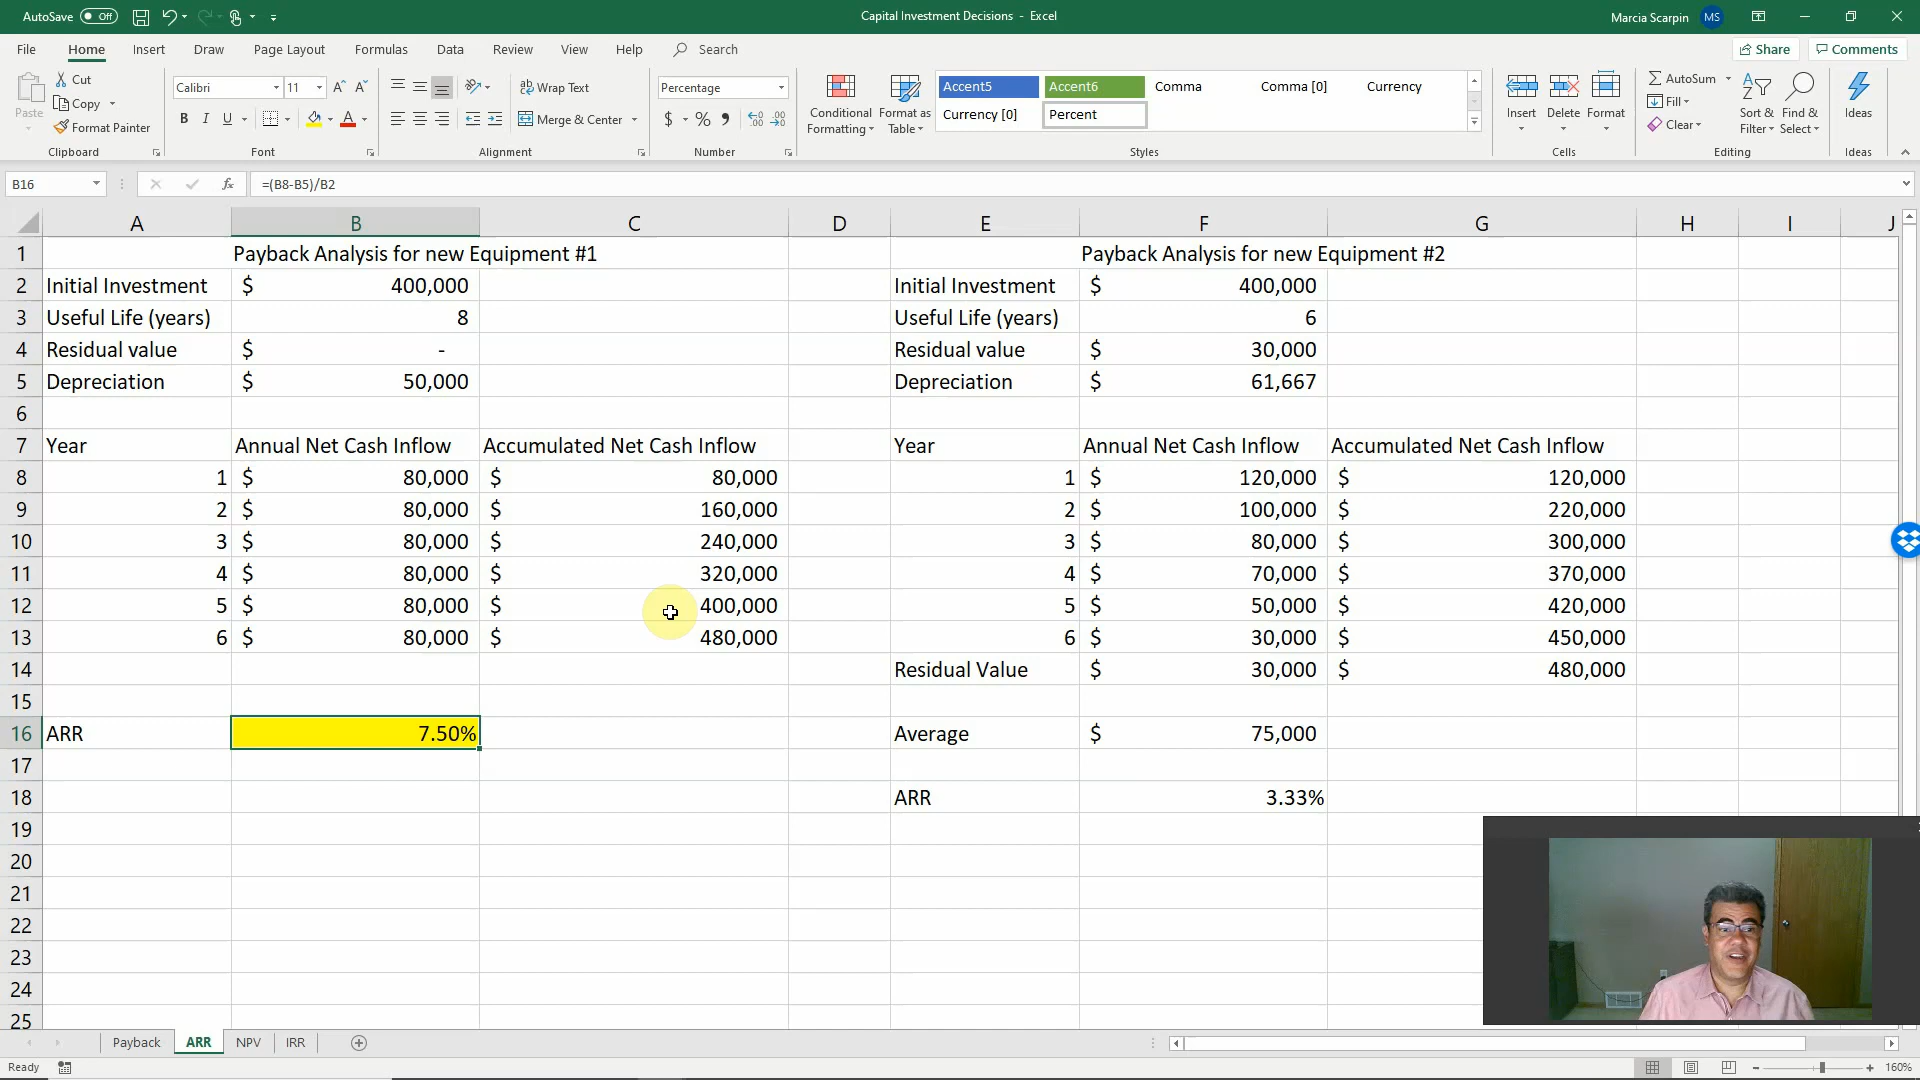 AutoSave Off Capital Investment Decisions - Excel Marcia Scarpin MS
File Home Insert Draw Page Layout Formulas Data Review View Help Search Share Comments
Cut
Copy
Format Painter
Paste
Clipboard
Calibri 11
B I U
Font
Wrap Text
Merge & Center
Alignment
Percentage
$ % 9
Number
Conditional Formatting
Format as Table
Accent5 Accent6 Comma Comma [0] Currency
Currency [0] Percent
Styles
Insert Delete Format
Cells
AutoSum
Fill
Clear
Sort & Filter
Find & Select
Editing
Ideas
Ideas
B16 fx =(B8-B5)/B2
A B C D E F G H I J
1 Payback Analysis for new Equipment #1 Payback Analysis for new Equipment #2
2 Initial Investment $ 400,000 Initial Investment $ 400,000
3 Useful Life (years) 8 Useful Life (years) 6
4 Residual value $ - Residual value $ 30,000
5 Depreciation $ 50,000 Depreciation $ 61,667
6
7 Year Annual Net Cash Inflow Accumulated Net Cash Inflow Year Annual Net Cash Inflow Accumulated Net Cash Inflow
8 1 $ 80,000 $ 80,000 1 $ 120,000 $ 120,000
9 2 $ 80,000 $ 160,000 2 $ 100,000 $ 220,000
10 3 $ 80,000 $ 240,000 3 $ 80,000 $ 300,000
11 4 $ 80,000 $ 320,000 4 $ 70,000 $ 370,000
12 5 $ 80,000 $ 400,000 5 $ 50,000 $ 420,000
13 6 $ 80,000 $ 480,000 6 $ 30,000 $ 450,000
14 Residual Value $ 30,000 $ 480,000
15
16 ARR 7.50% Average $ 75,000
17
18 ARR 3.33%
19
20
21
22
23
24
25
Payback ARR NPV IRR
Ready 160%